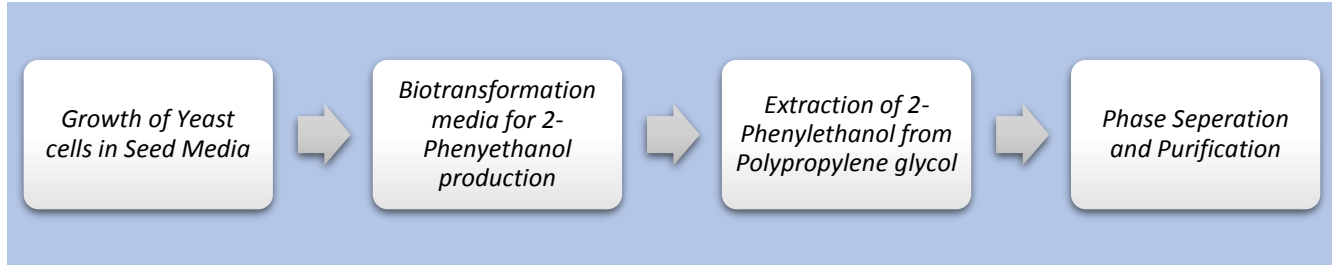 Growth of Yeast
cells in Seed Media
Biotransformation
media for 2-
Phenyethanol
production
Extraction of 2-
Phenylethanol from
Polypropylene glycol
Phase Seperation
and Purification